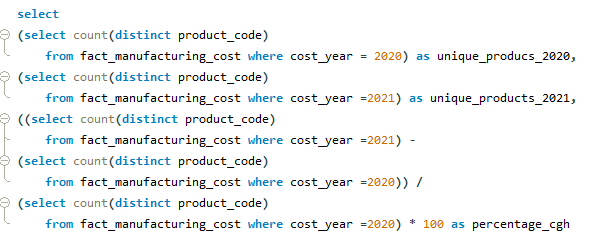 select
(select count(distinct product_code)
from fact_manufacturing_cost where cost_year = 2020) as unique_producs_2020,
(select count(distinct product_code)
from fact_manufacturing_cost where cost_year =2021) as unique_products_2021,
((select count(distinct product_code)
from fact_manufacturing_cost where cost_year =2021) -
(select count(distinct product_code)
from fact_manufacturing_cost where cost_year =2020)) /
(select count(distinct product_code)
from fact_manufacturing_cost where cost_year =2020) * 100 as percentage_cgh